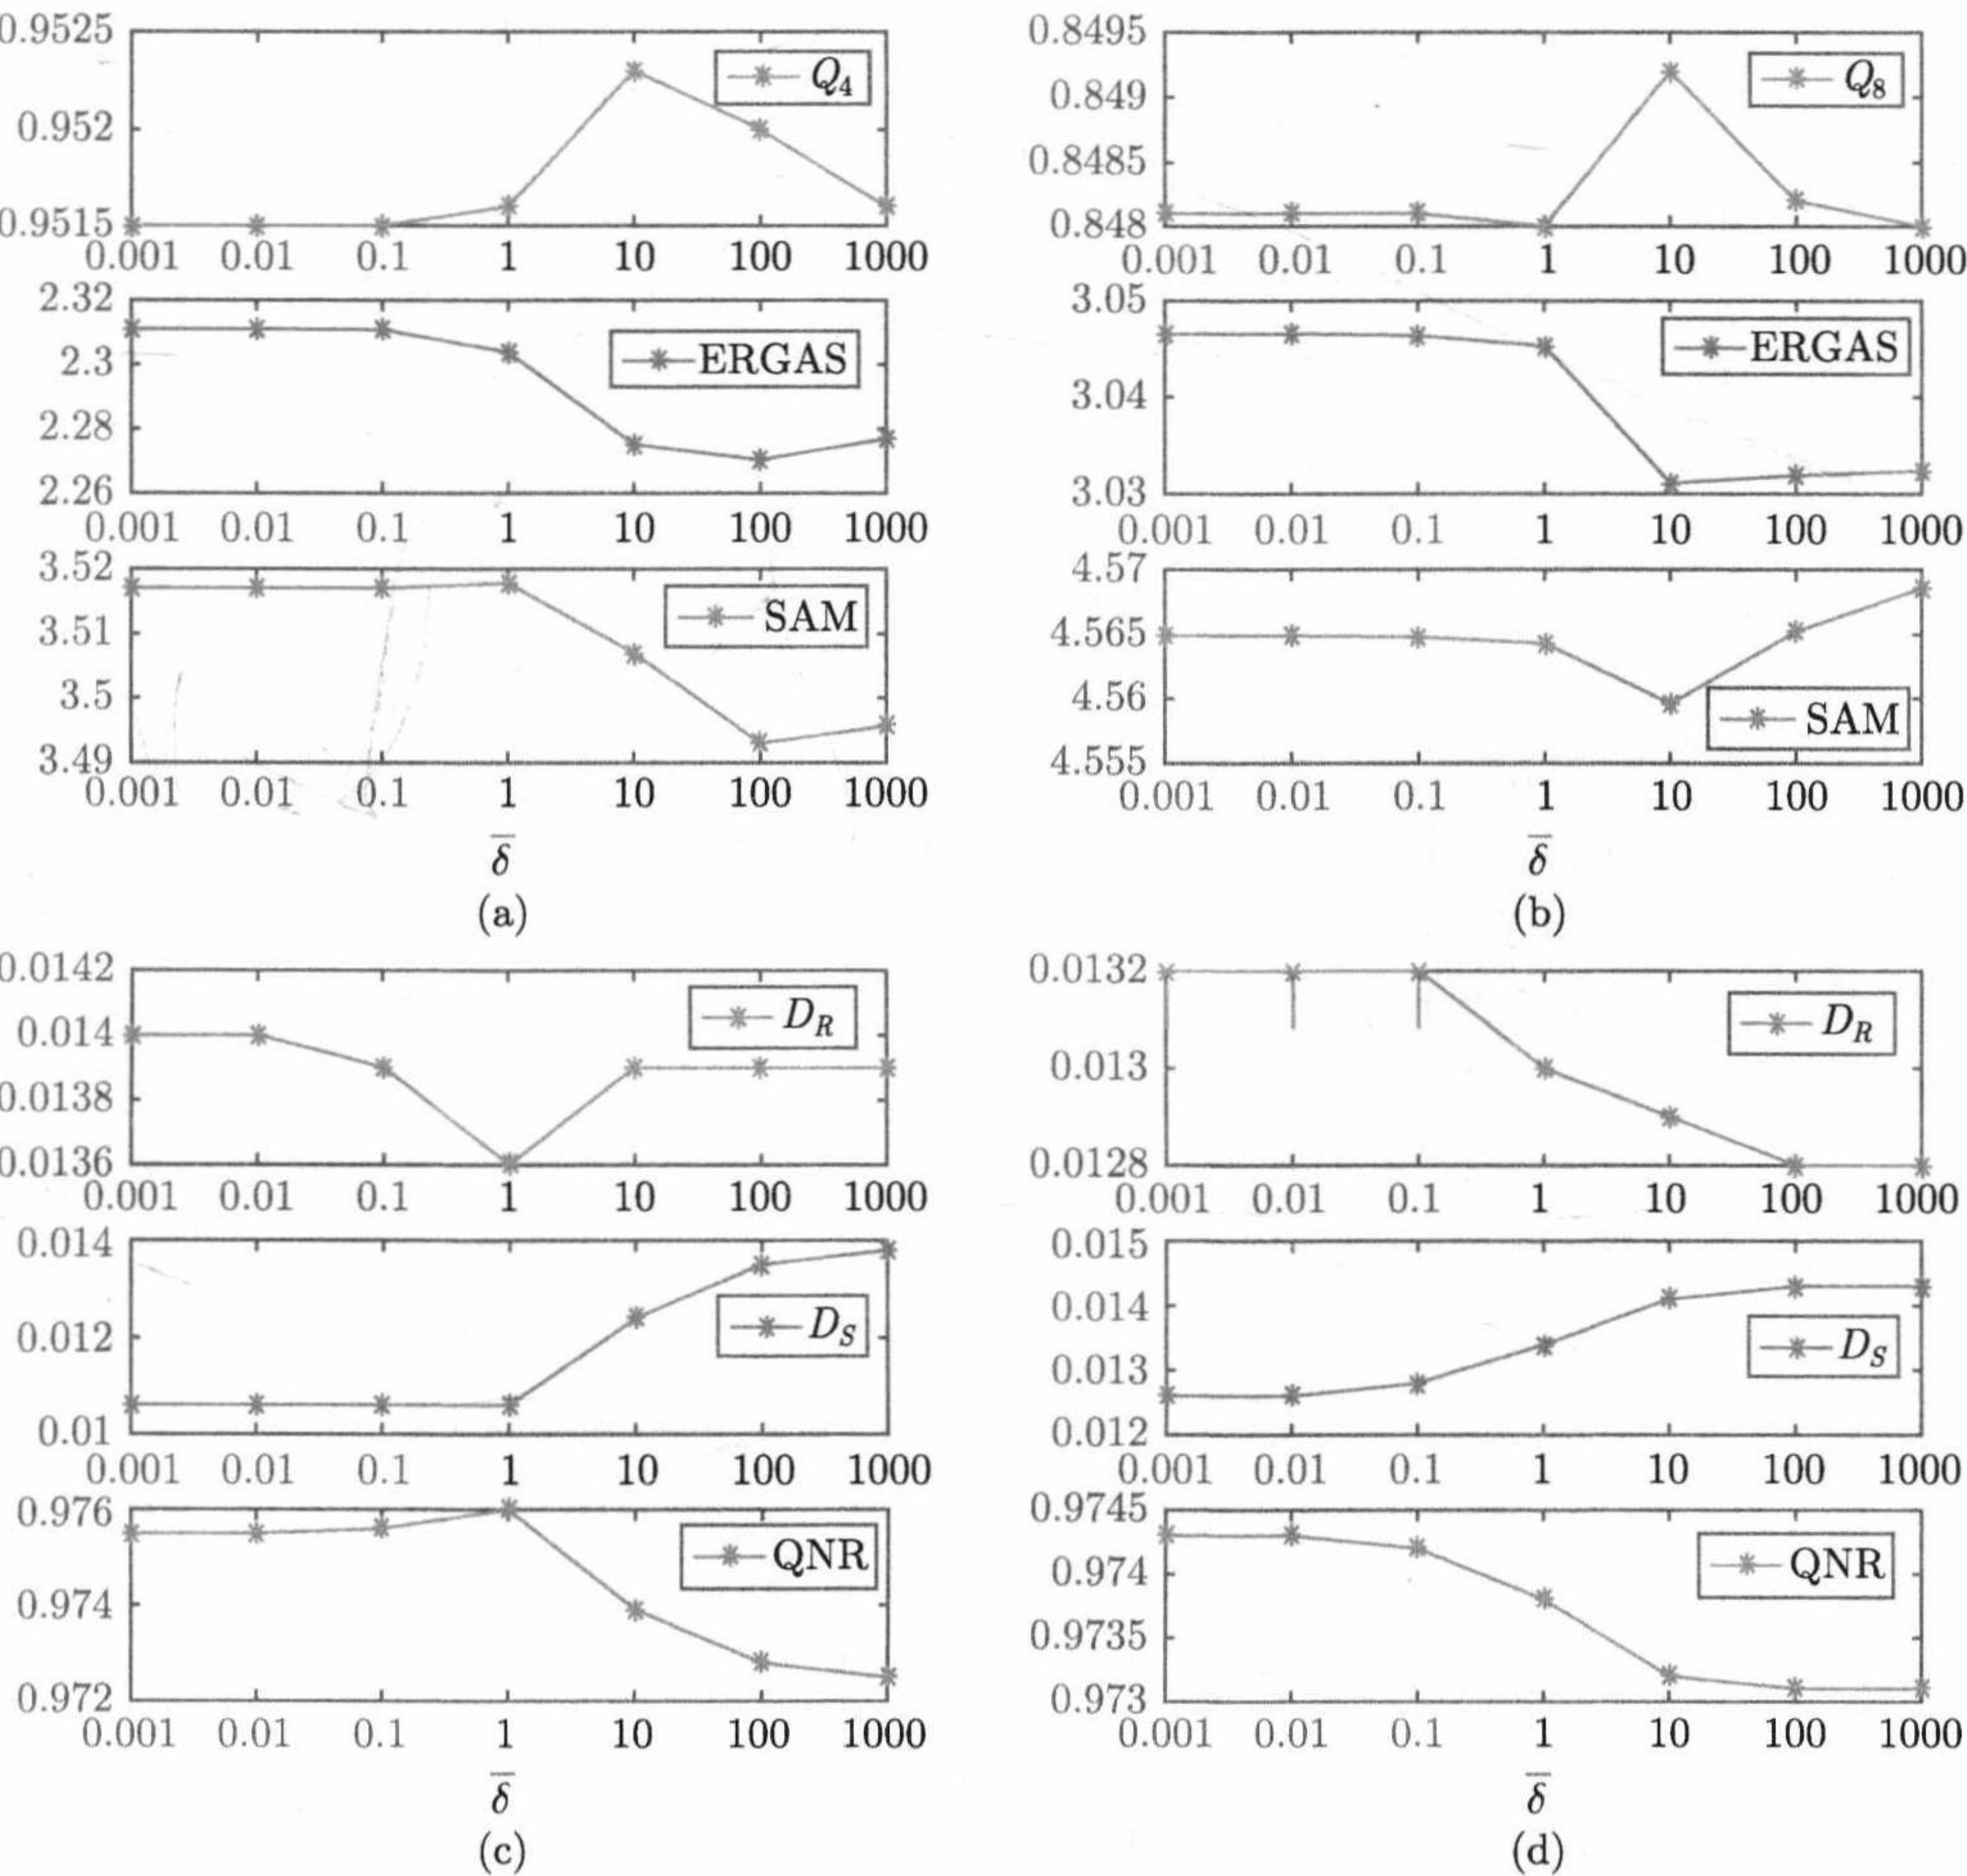 0.9525
0.952
0.9515
Q4
0.001 0.01 0.1 1 10 100 1000
2.32
2.3
2.28
2.26
ERGAS
0.001 0.01 0.1 1 10 100 1000
3.52
3.51
3.5
3.49
SAM
0.001 0.01 0.1 1 10 100 1000
δ̅
(a)
0.8495
0.849
0.8485
0.848
Q8
0.001 0.01 0.1 1 10 100 1000
3.05
3.04
3.03
ERGAS
0.001 0.01 0.1 1 10 100 1000
4.57
4.565
4.56
4.555
SAM
0.001 0.01 0.1 1 10 100 1000
δ̅
(b)
0.0142
0.014
0.0138
0.0136
DR
0.001 0.01 0.1 1 10 100 1000
0.014
0.012
0.01
DS
0.001 0.01 0.1 1 10 100 1000
0.976
0.974
0.972
QNR
0.001 0.01 0.1 1 10 100 1000
δ̅
(c)
0.0132
0.013
0.0128
DR
0.001 0.01 0.1 1 10 100 1000
0.015
0.014
0.013
0.012
DS
0.001 0.01 0.1 1 10 100 1000
0.9745
0.974
0.9735
0.973
QNR
0.001 0.01 0.1 1 10 100 1000
δ̅
(d)